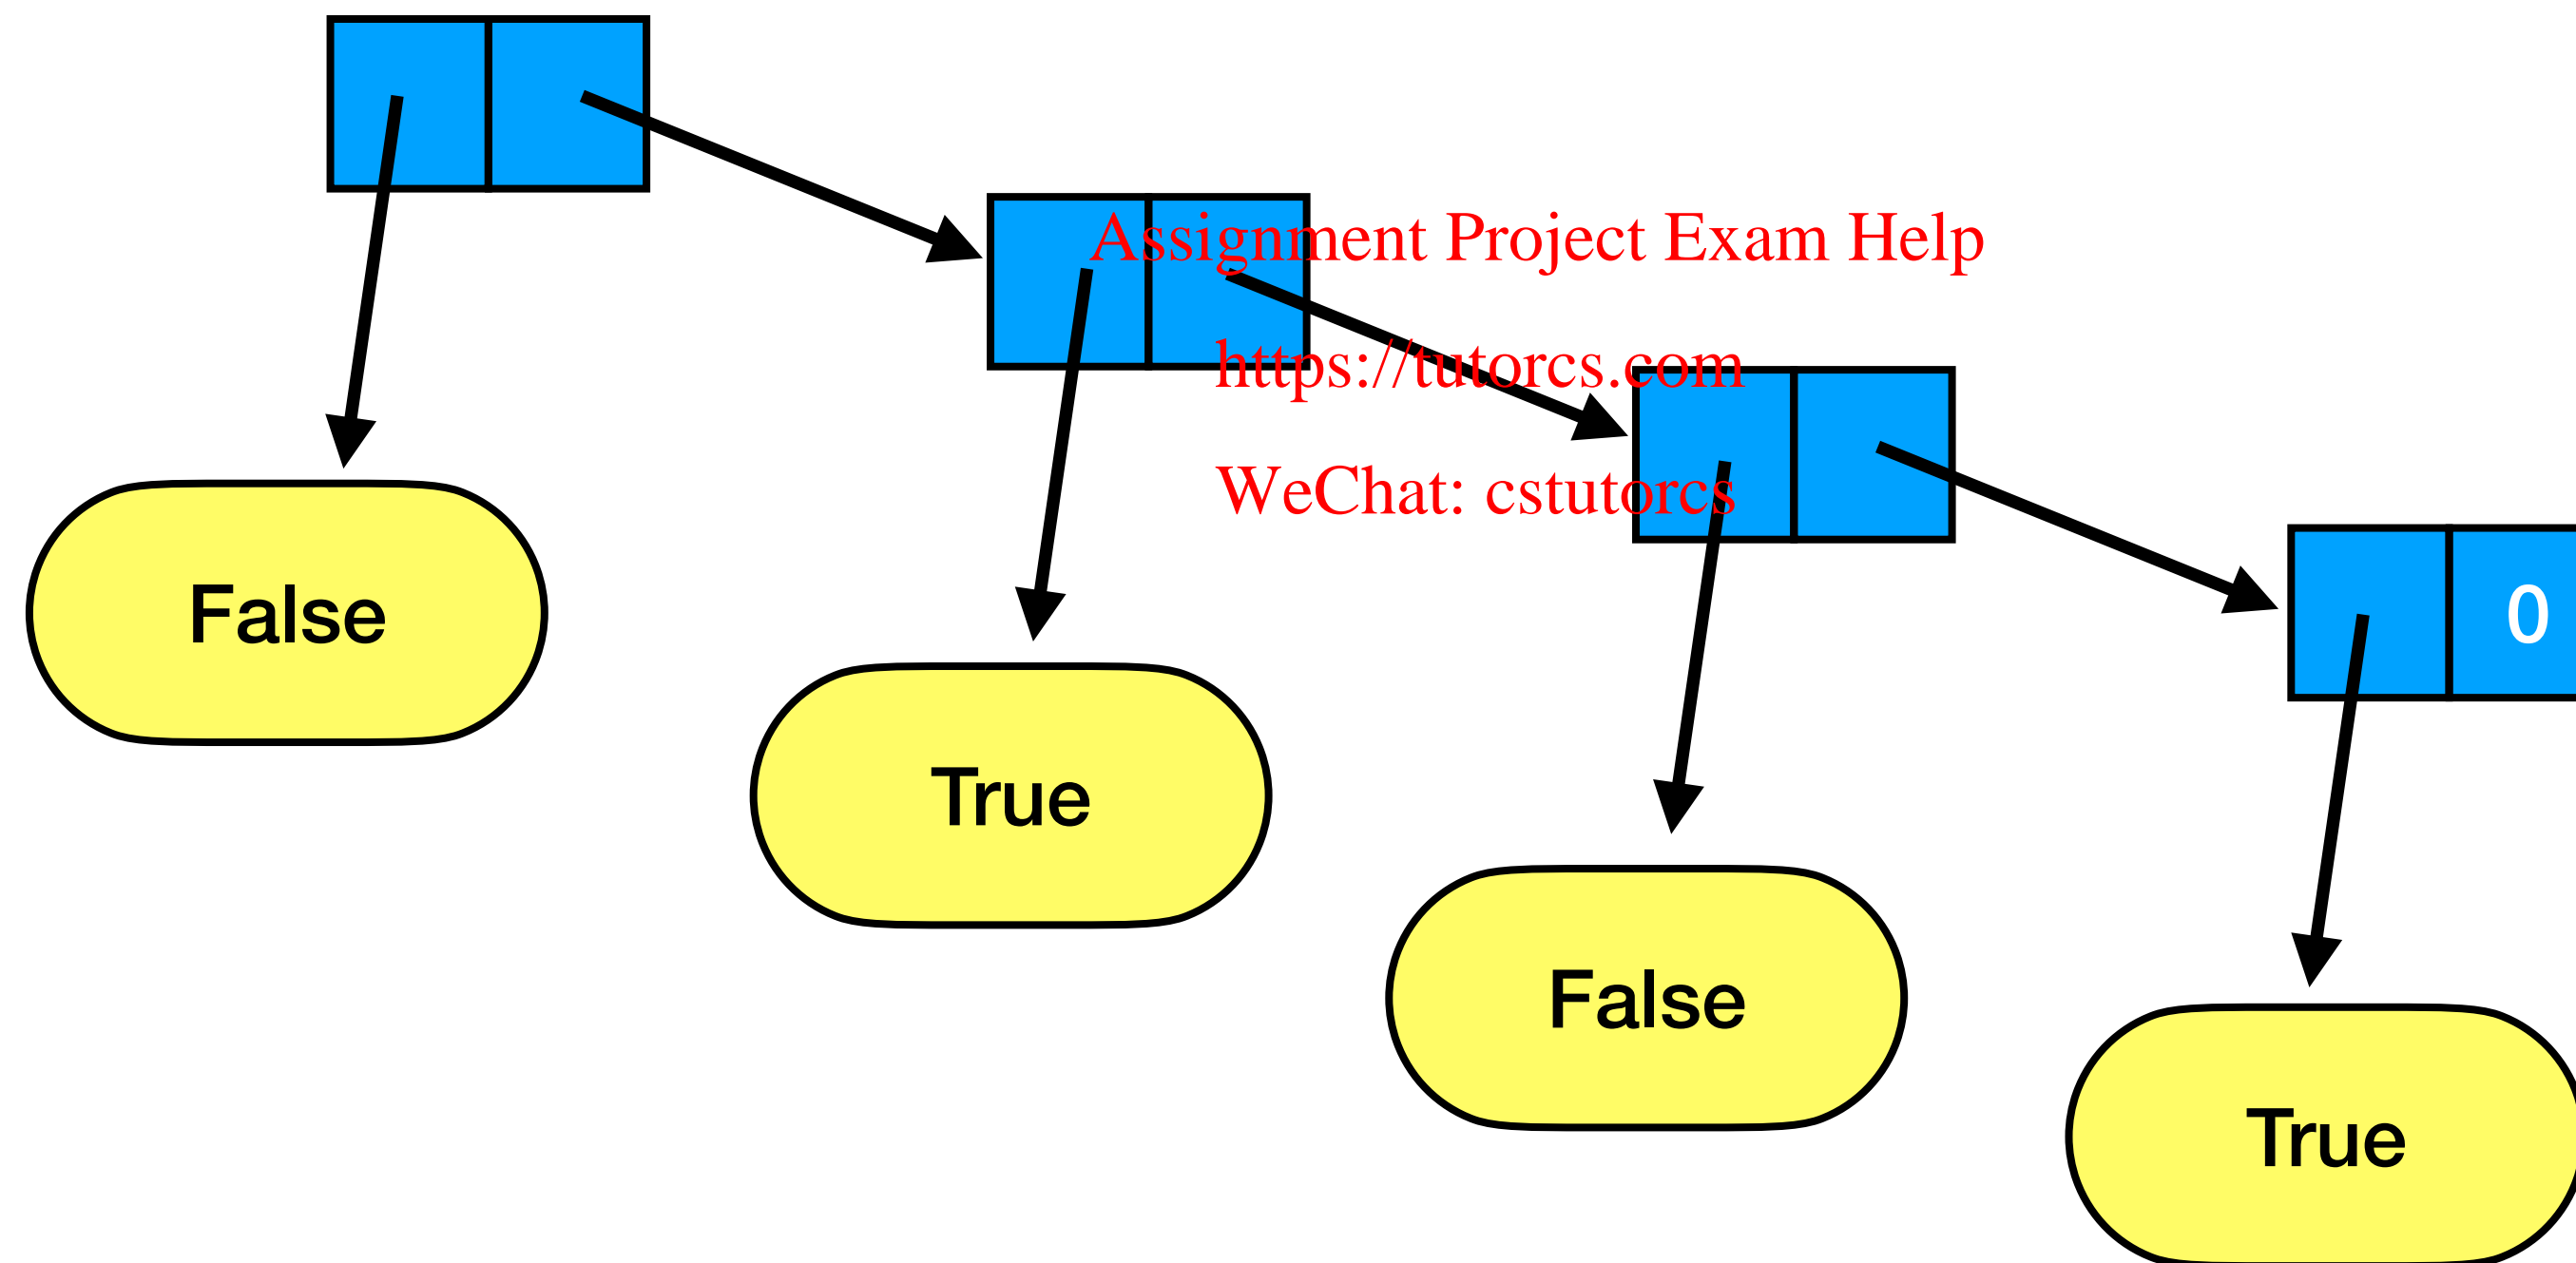 Assignment Project Exam Help
https://tutorcs.com
WeChat: cstutorcs
False
0
True
False
True